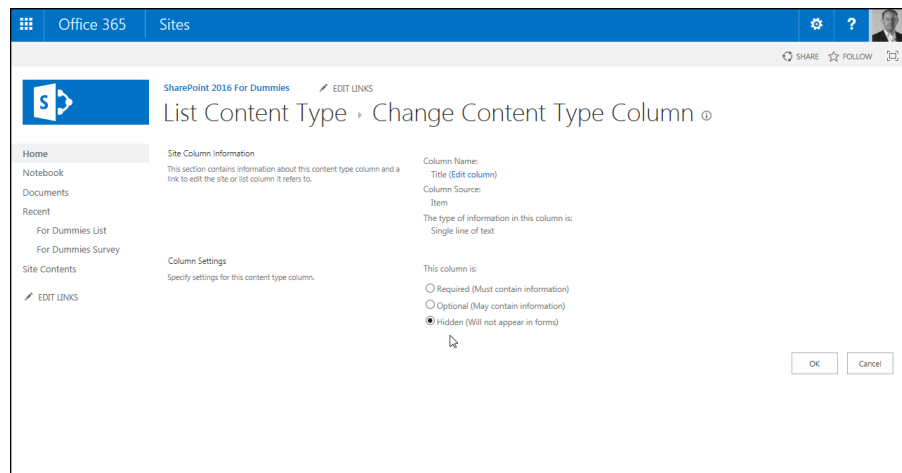 Office 365
Sites
?
SHARE
FOLLOW
S
SharePoint 2016 For Dummies
EDIT LINKS
List Content Type › Change Content Type Column
Home
Notebook
Documents
Recent
For Dummies List
For Dummies Survey
Site Contents
EDIT LINKS
Site Column Information
This section contains information about this content type column and a
link to edit the site or list column it refers to.
Column Name:
Title (Edit column)
Column Source:
Item
The type of information in this column is:
Single line of text
Column Settings
Specify settings for this content type column.
This column is:
Required (Must contain information)
Optional (May contain information)
Hidden (Will not appear in forms)
OK
Cancel